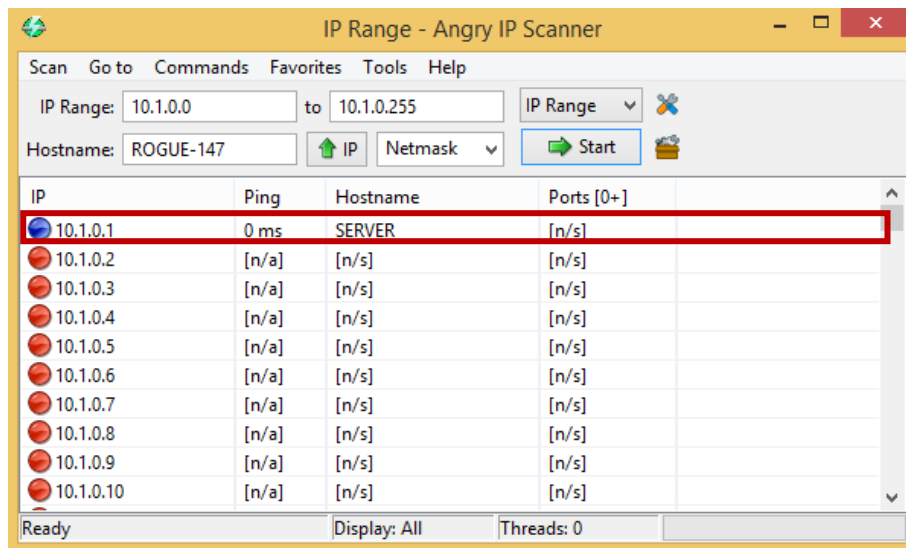 IP Range - Angry IP Scanner
Scan Go to Commands Favorites Tools Help
IP Range: 10.1.0.0 to 10.1.0.255 IP Range
Hostname: ROGUE-147 IP Netmask Start
IP Ping Hostname Ports [0+]
10.1.0.1 0 ms SERVER [n/s]
10.1.0.2 [n/a] [n/s] [n/s]
10.1.0.3 [n/a] [n/s] [n/s]
10.1.0.4 [n/a] [n/s] [n/s]
10.1.0.5 [n/a] [n/s] [n/s]
10.1.0.6 [n/a] [n/s] [n/s]
10.1.0.7 [n/a] [n/s] [n/s]
10.1.0.8 [n/a] [n/s] [n/s]
10.1.0.9 [n/a] [n/s] [n/s]
10.1.0.10 [n/a] [n/s] [n/s]
Ready Display: All Threads: 0